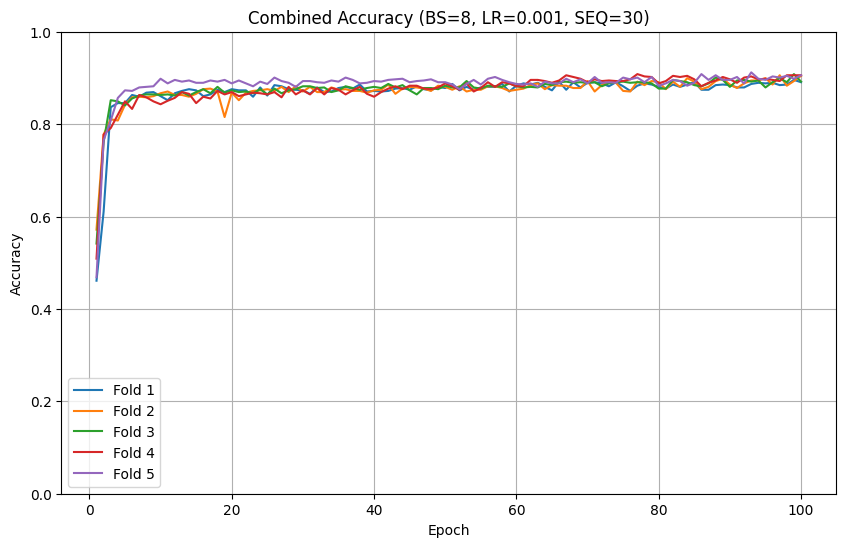 Combined Accuracy (BS=8, LR=0.001, SEQ=30)
1.0
0.8
0.6
0.4
0.2
0.0
Accuracy
Fold 1
Fold 2
Fold 3
Fold 4
Fold 5
0 20 40 60 80 100
Epoch